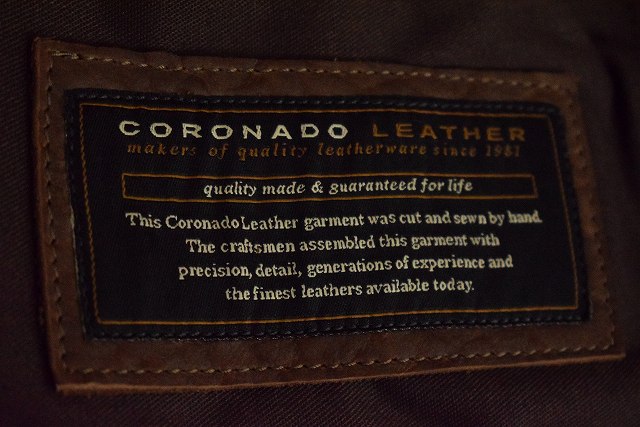 CORONADO LEATHER
makers of quality leatherware since 1981
quality made & guaranteed for life
This Coronado Leather garment was cut and sewn by hand.
The craftsmen assembled this garment with
precision, detail, generations of experience and
the finest leathers available today.